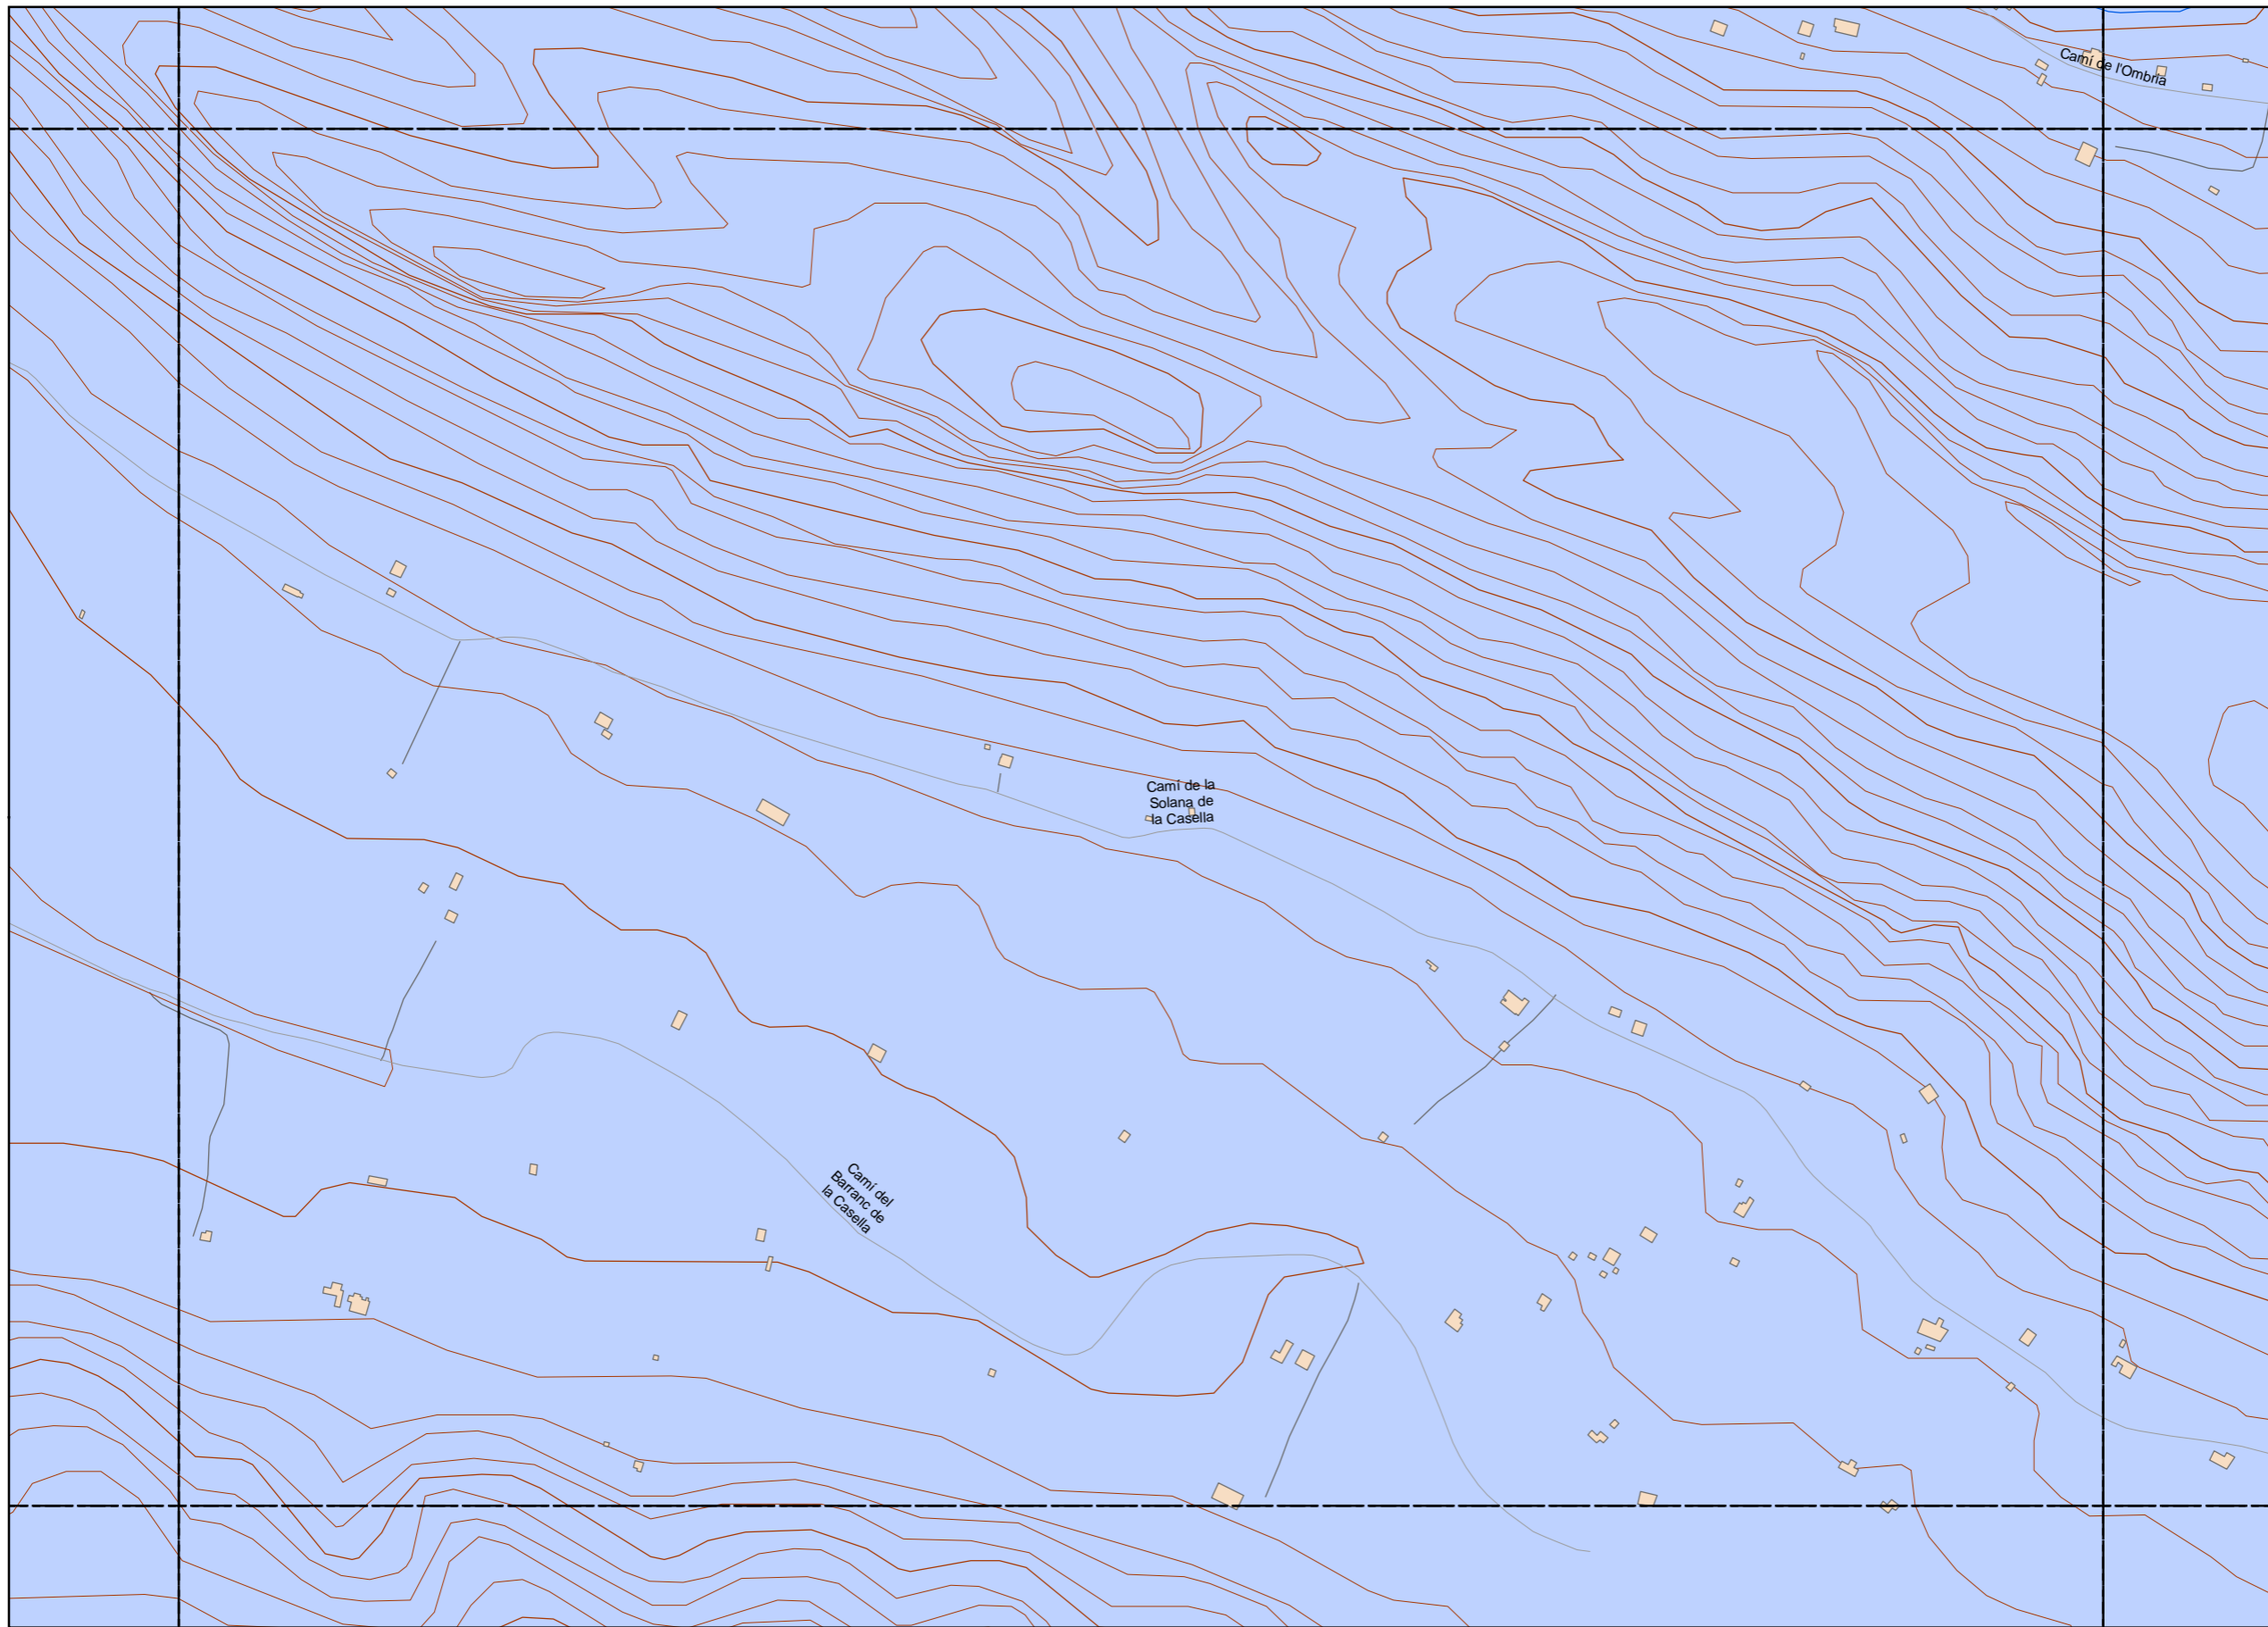 Camí de l'Ombria
Camí de la
Solana de
la Casella
Camí del
Barranc de
la Casella